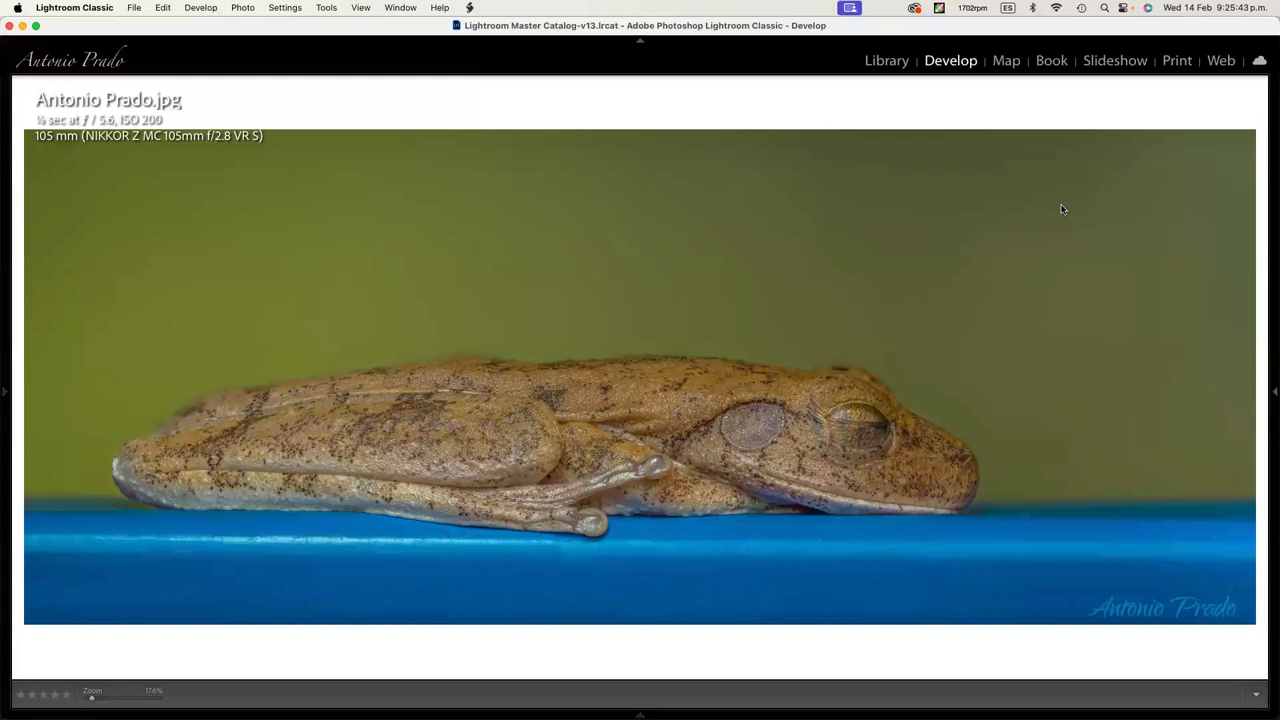 Lightroom Classic File Edit Develop Photo Settings Tools View Window Help 1702rpm ES Wed 14 Feb 9:25:43 p.m.
Lightroom Master Catalog-v13.lrcat - Adobe Photoshop Lightroom Classic - Develop
Antonio Prado
Library | Develop | Map | Book | Slideshow | Print | Web
Antonio Prado.jpg
sec at ƒ / 5.6, ISO 200
105 mm (NIKKOR Z MC 105mm f/2.8 VR S)
Antonio Prado
Zoom 17.6%